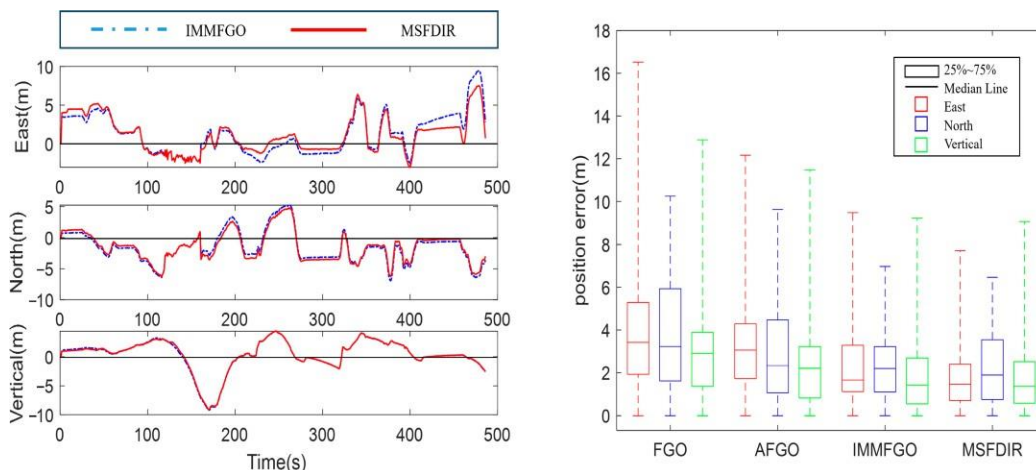 IMMFGO MSFDIR
10
5
0
East(m)
0 100 200 300 400 500
5
0
-5
-10
North(m)
0 100 200 300 400 500
0
-5
-10
Vertical(m)
0 100 200 300 400 500
Time(s)
18
16
14
12
10
8
6
4
2
0
position error(m)
25%~75%
Median Line
East
North
Vertical
FGO AFGO IMMFGO MSFDIR